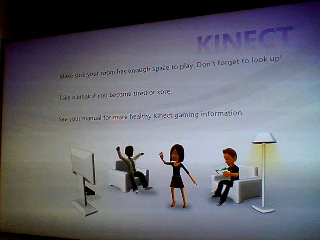 KINECT
Make sure your room has enough space to play. Don't forget to look up!
Take a break if you become tired or sore.
See your manual for more healthy Kinect gaming information.